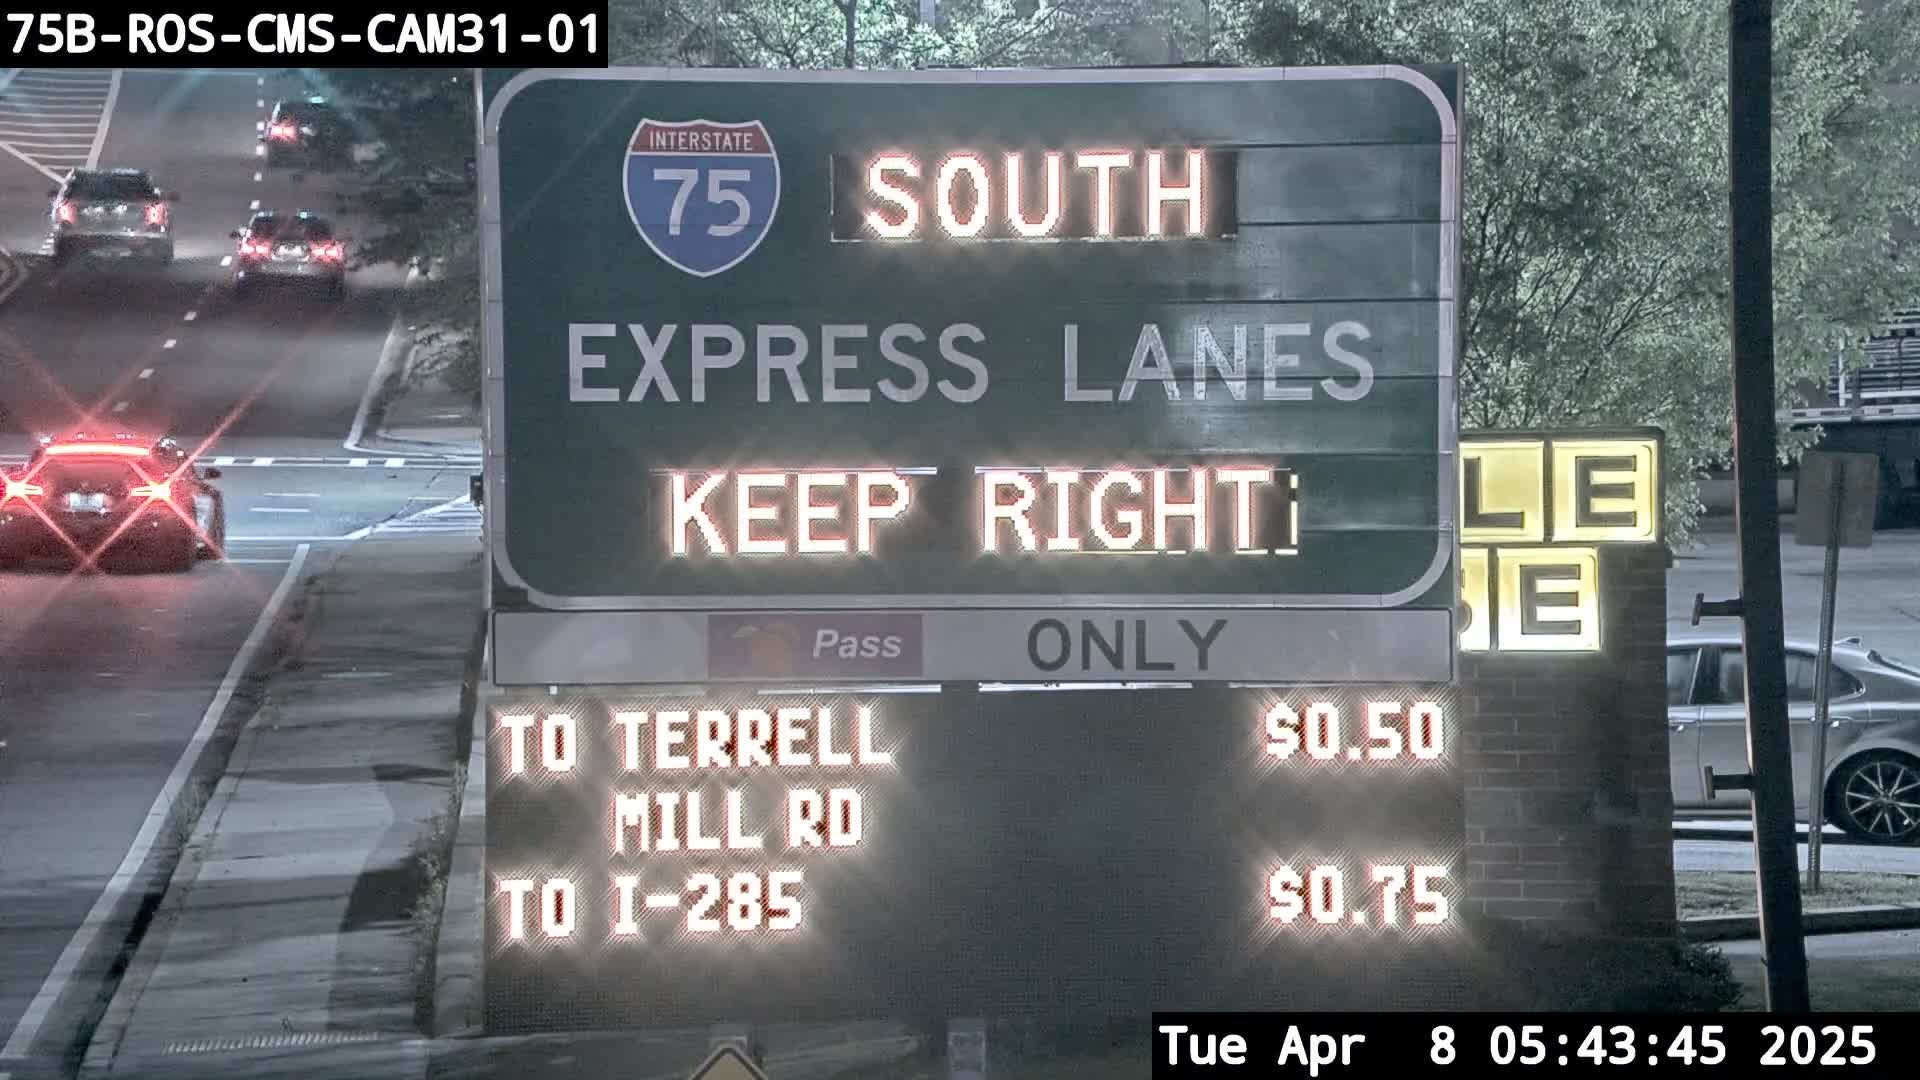 75B-ROS-CMS-CAM31-01
INTERSTATE
75
SOUTH
EXPRESS LANES
KEEP RIGHT
Pass ONLY
LE
E
TO TERRELL $0.50
MILL RD
TO I-285 $0.75
Tue Apr 8 05:43:45 2025